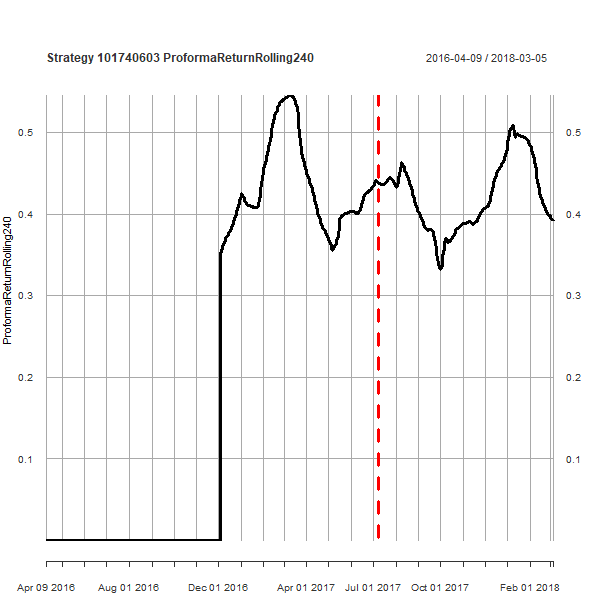 Strategy 101740603 ProformaReturnRolling240
2016-04-09 / 2018-03-05
ProformaReturnRolling240
0.5 0.5
0.4 0.4
0.3 0.3
0.2 0.2
0.1 0.1
Apr 09 2016 Aug 01 2016 Dec 01 2016 Apr 01 2017 Jul 01 2017 Oct 01 2017 Feb 01 2018